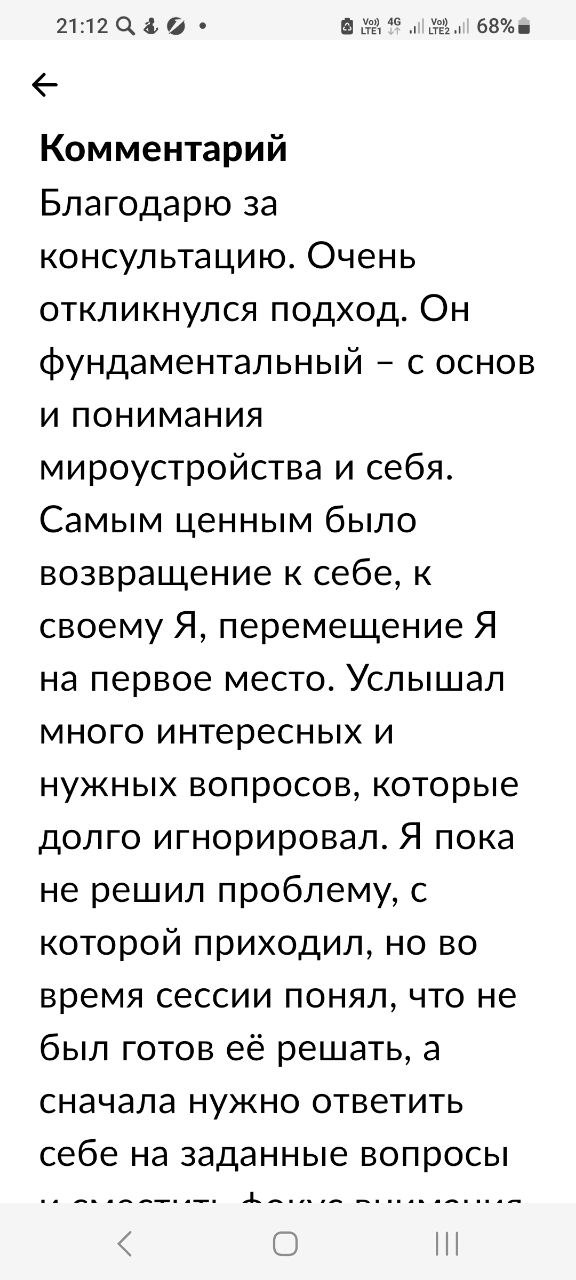 21:12
Vo)) LTE1 4G Vo)) LTE2 68%
Комментарий
Благодарю за
консультацию. Очень
откликнулся подход. Он
фундаментальный – с основ
и понимания
мироустройства и себя.
Самым ценным было
возвращение к себе, к
своему Я, перемещение Я
на первое место. Услышал
много интересных и
нужных вопросов, которые
долго игнорировал. Я пока
не решил проблему, с
которой приходил, но во
время сессии понял, что не
был готов её решать, а
сначала нужно ответить
себе на заданные вопросы
и сместить фокус внимания